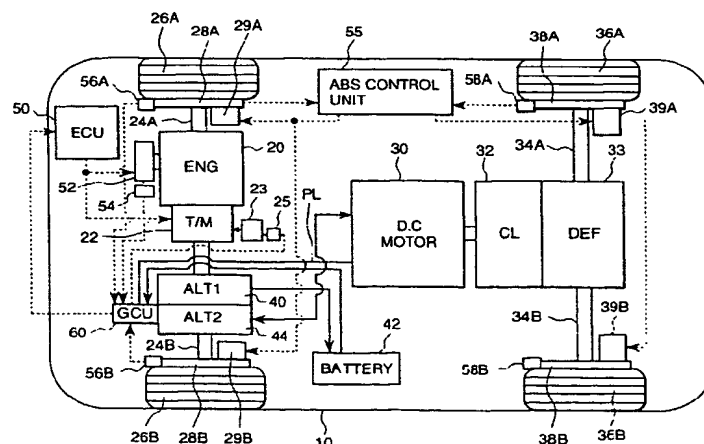 26A
28A
29A
55
38A
36A
56A
ABS CONTROL
UNIT
58A
50
ECU
24A
20
39A
ENG
30
32
34A
33
52
54
T/M
23
25
PL
22
D.C
MOTOR
CL
DEF
ALT1
40
GCU
ALT2
60
44
42
34B
39B
24B
BATTERY
56B
58B
26B
28B
29B
10
38B
36B